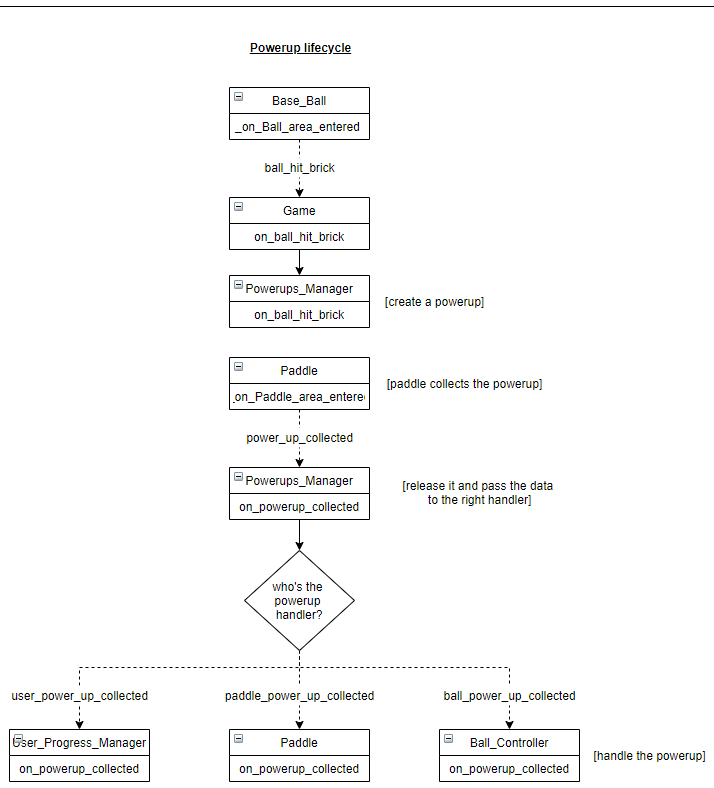 Powerup lifecycle
Base_Ball
_on_Ball_area_entered
ball_hit_brick
Game
on_ball_hit_brick
Powerups_Manager
on_ball_hit_brick
[create a powerup]
Paddle
_on_Paddle_area_entere
[paddle collects the powerup]
power_up_collected
Powerups_Manager
on_powerup_collected
[release it and pass the data
to the right handler]
who's the
powerup
handler?
user_power_up_collected
paddle_power_up_collected
ball_power_up_collected
User_Progress_Manager
Paddle
Ball_Controller
on_powerup_collected
on_powerup_collected
on_powerup_collected
[handle the powerup]